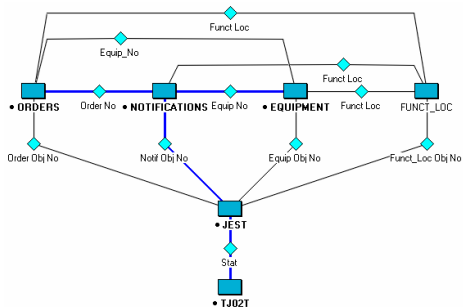 Funct Loc
Equip_No
Funct Loc
• ORDERS
Order No
• NOTIFICATIONS
Equip No
• EQUIPMENT
Funct Loc
FUNCT_LOC
Order Obj No
Notif Obj No
Equip Obj No
Funct_Loc Obj No
• JEST
Stat
• TJ02T